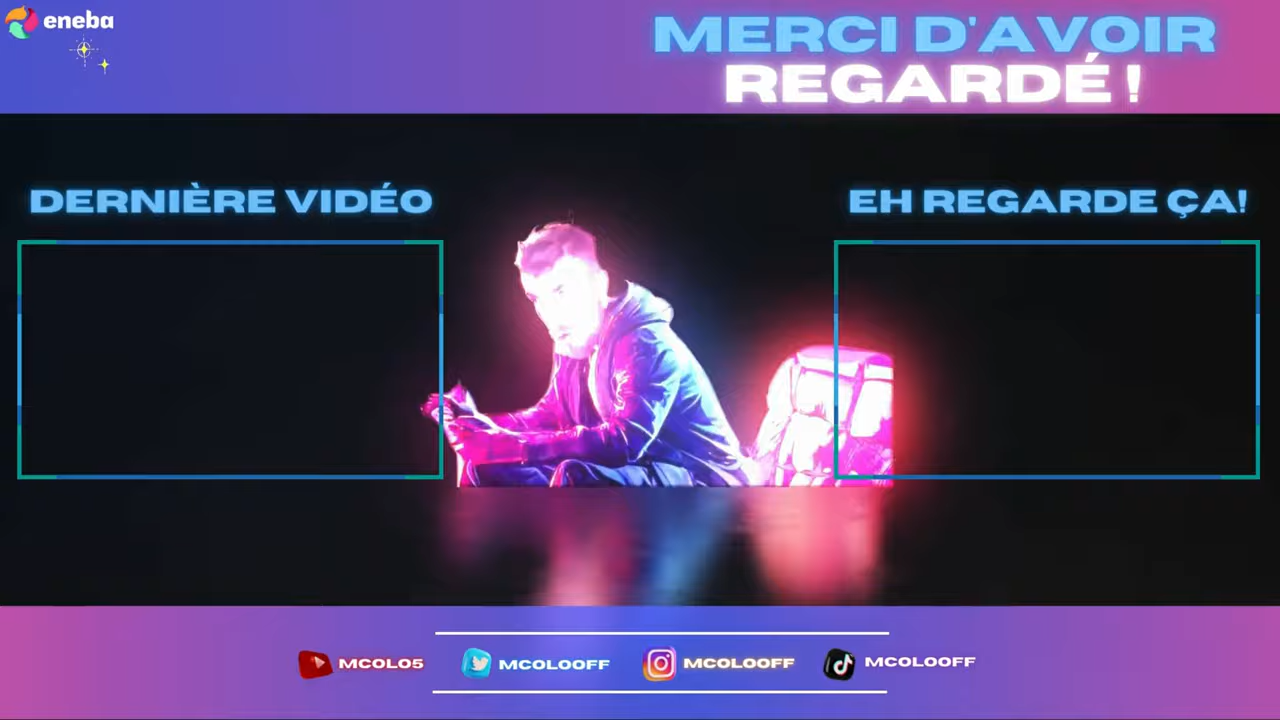 eneba
MERCI D'AVOIR
REGARDÉ !
DERNIÈRE VIDÉO
EH REGARDE ÇA!
MCOLO5
MCOLOOFF
MCOLOOFF
MCOLOOFF